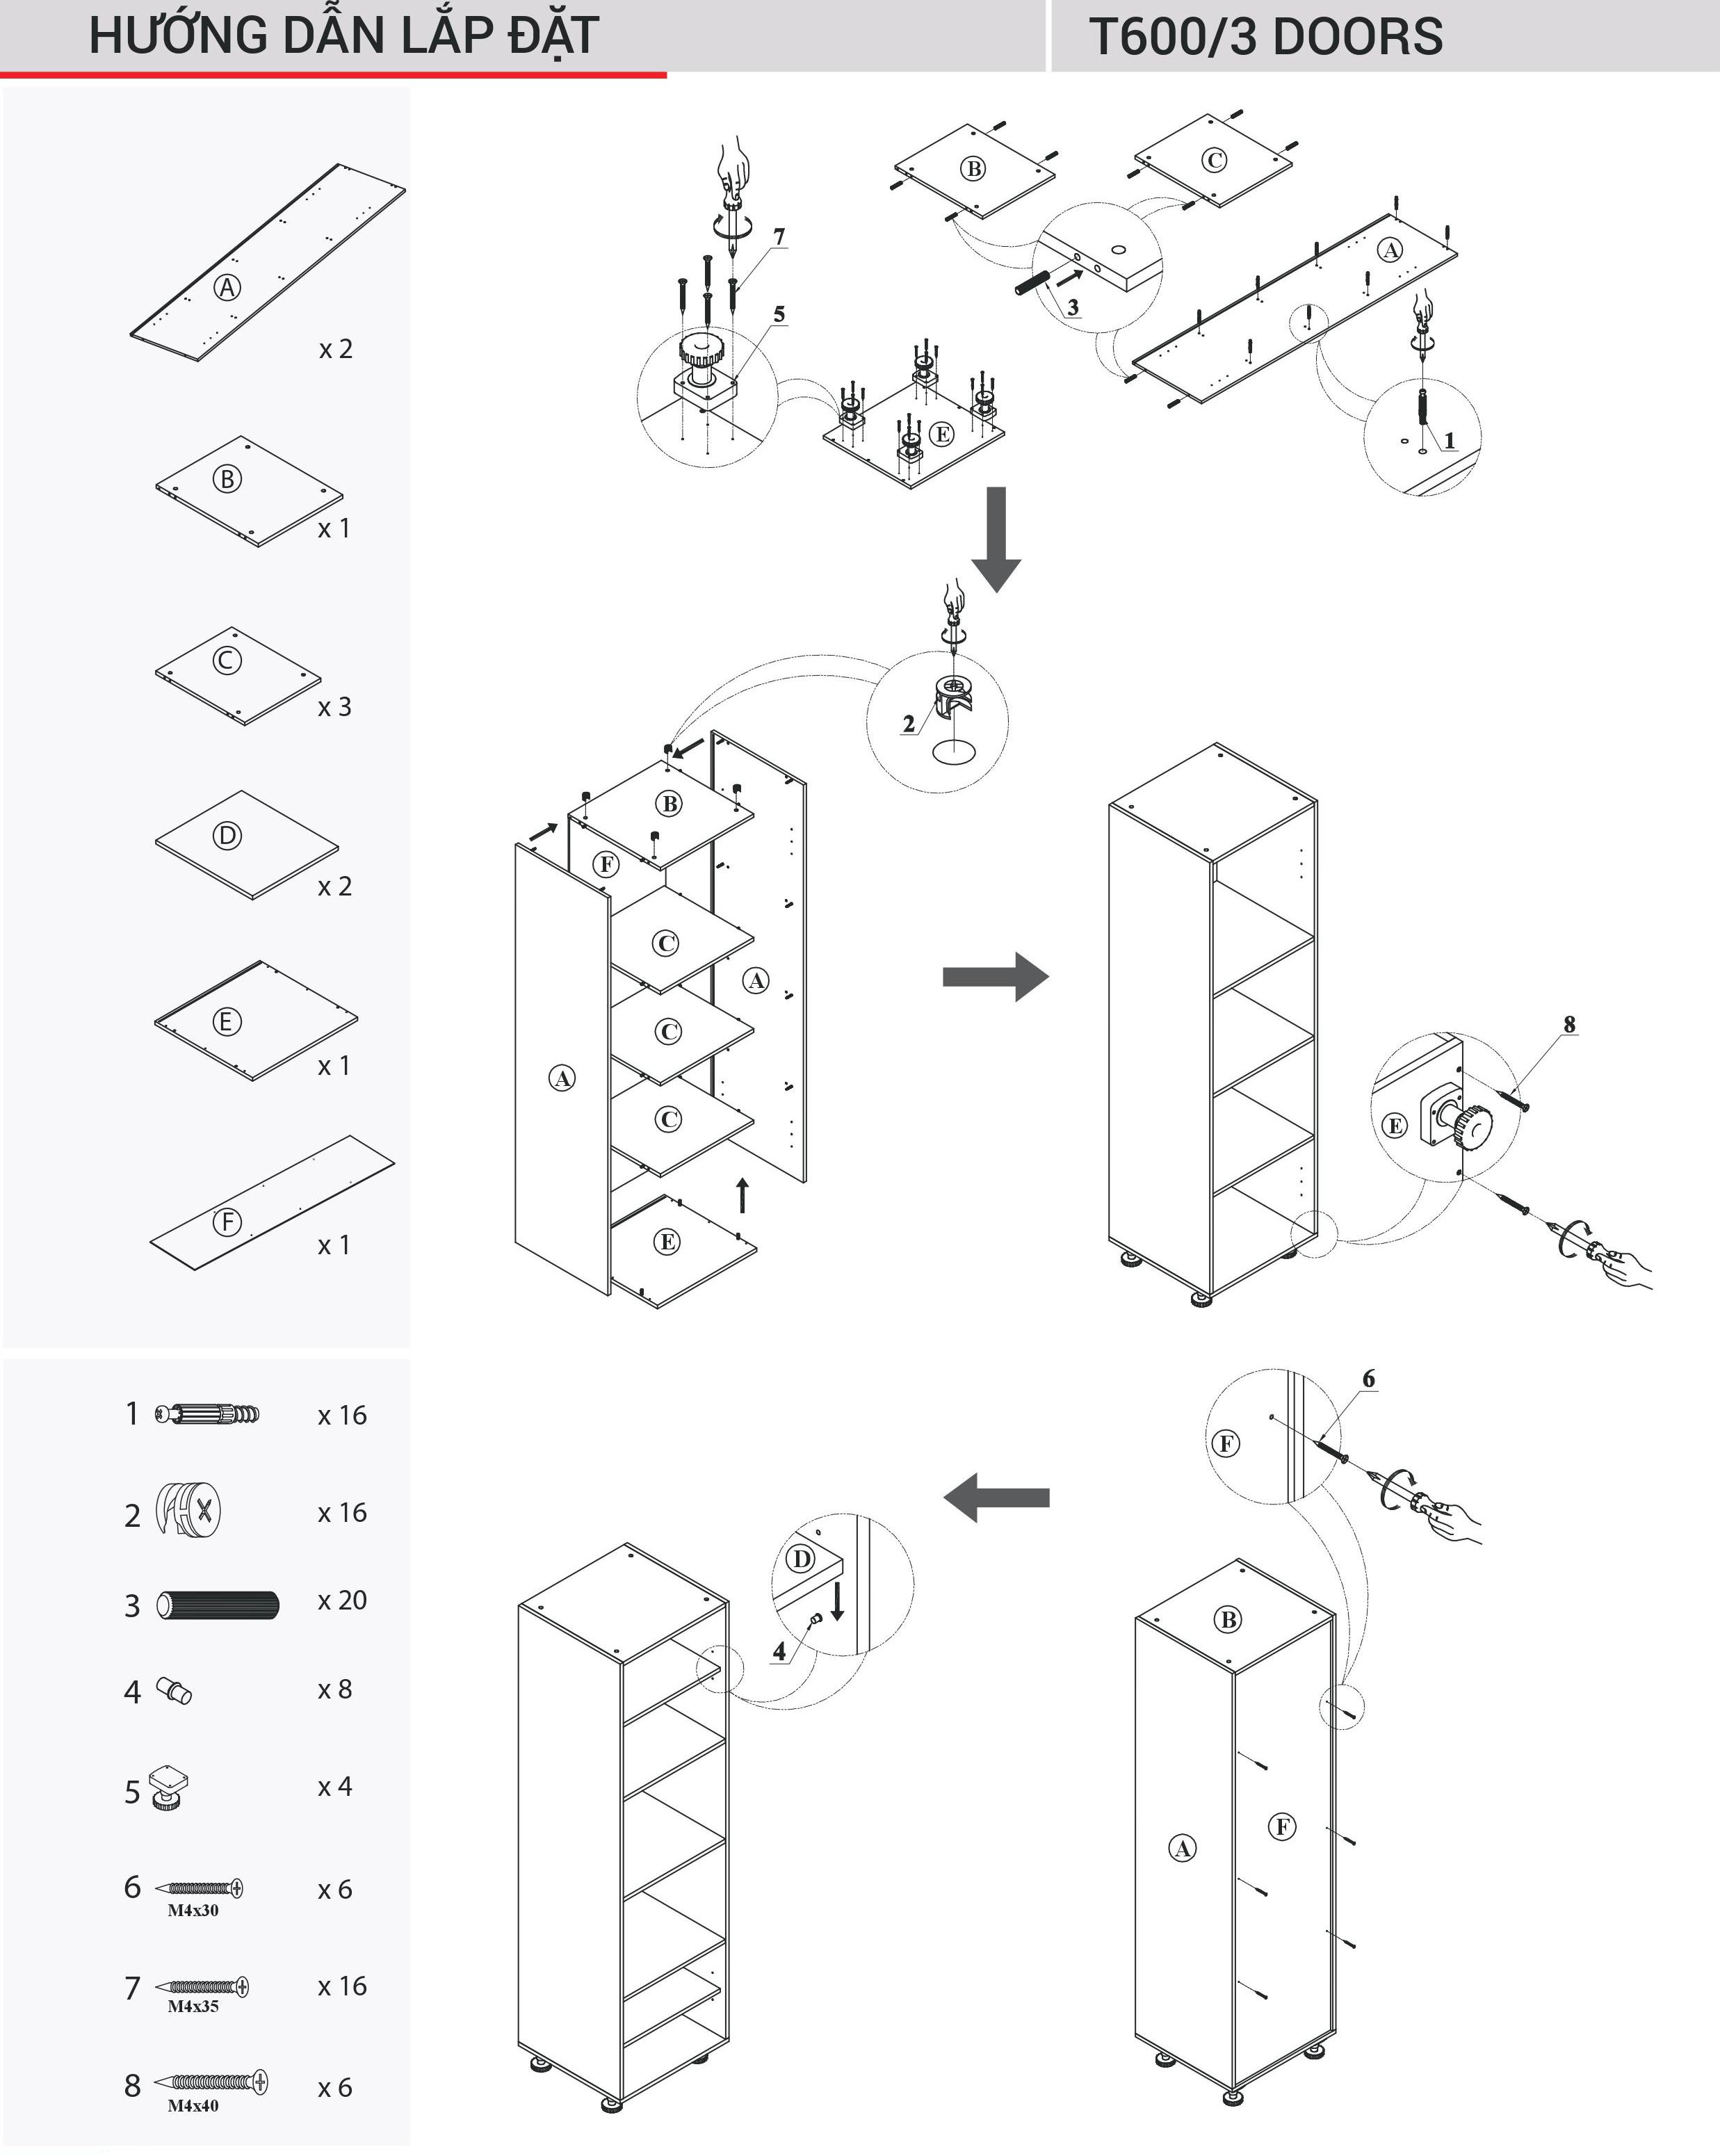 HƯỚNG DẪN LẮP ĐẶT
T600/3 DOORS
A
x 2
B
x 1
C
x 3
D
x 2
E
x 1
F
x 1
1 x 16
2 x 16
3 x 20
4 x 8
5 x 4
6 x 6
M4x30
7 x 16
M4x35
8 x 6
M4x40
7
5
E
B
C
3
A
1
2
B
F
C
A
C
A
C
E
8
E
6
F
B
A
F
D
4